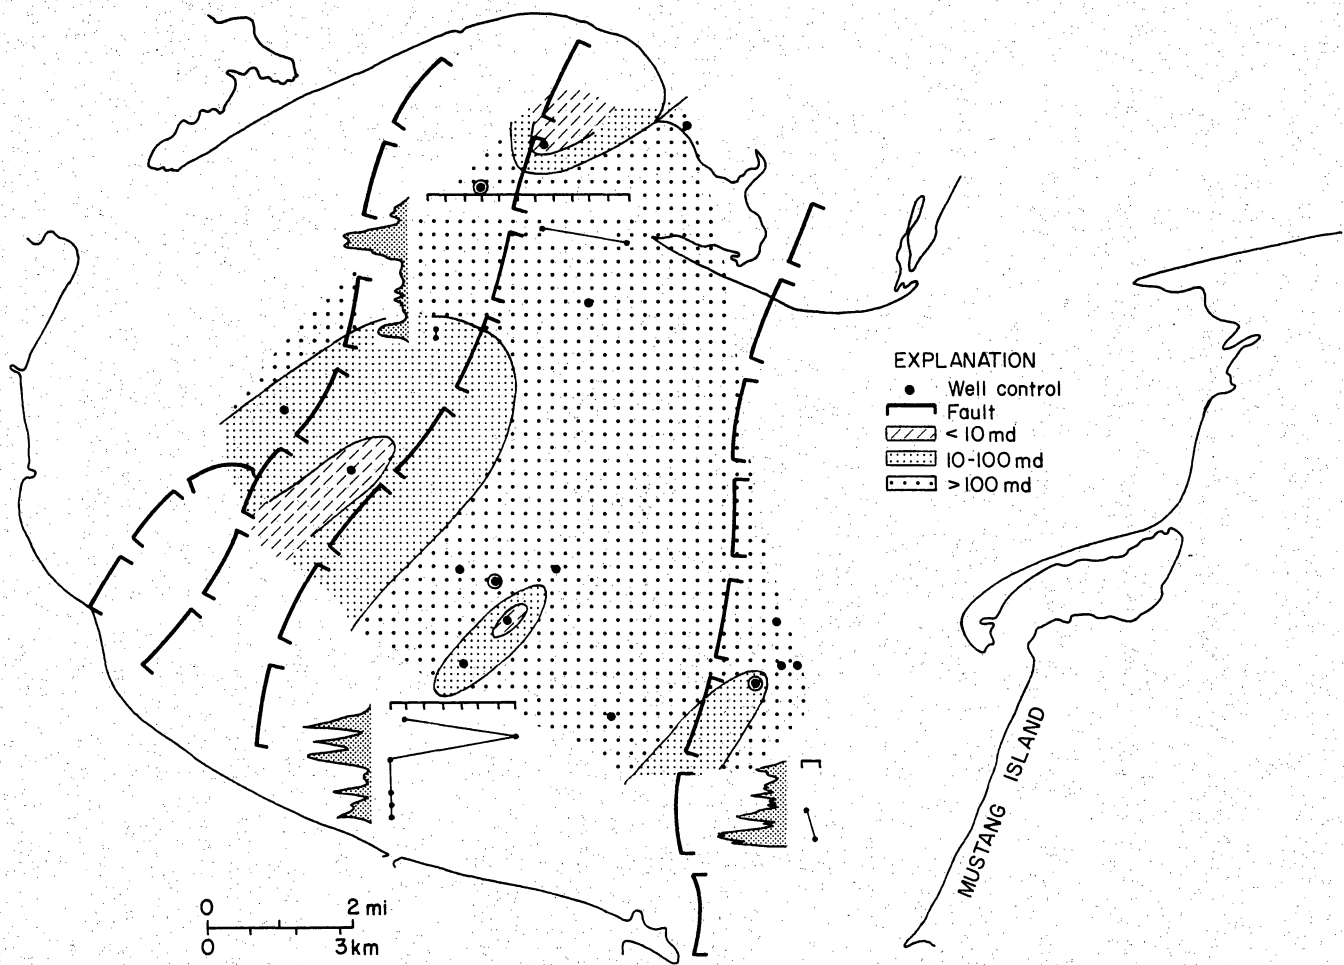 EXPLANATION
Well control
Fault
< 10 md
10-100 md
> 100 md
MUSTANG ISLAND
0 2 mi
0 3 km